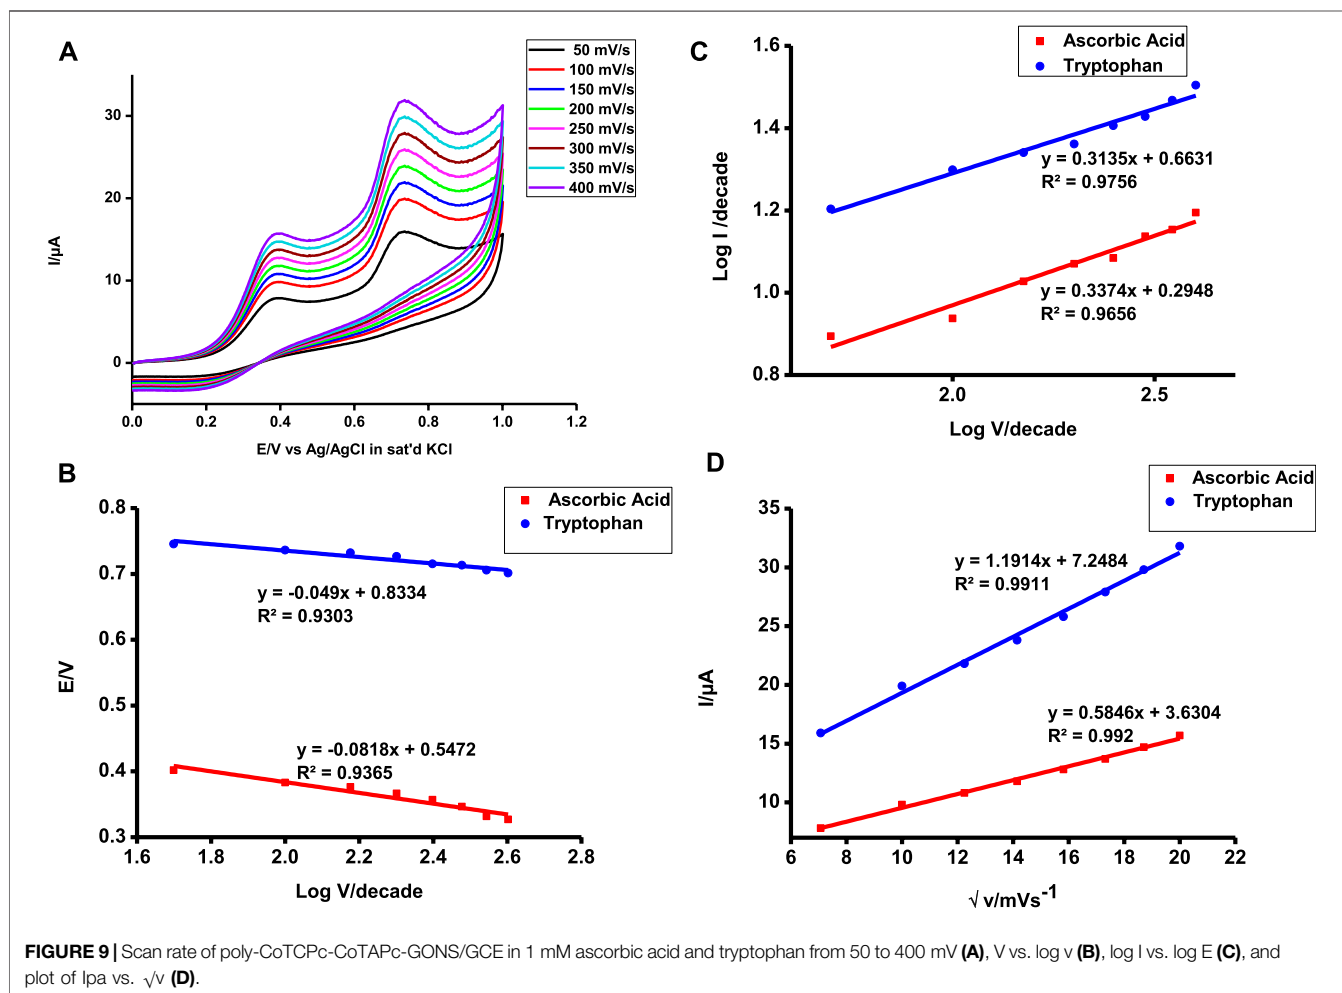 A
50 mV/s
100 mV/s
150 mV/s
200 mV/s
250 mV/s
300 mV/s
350 mV/s
400 mV/s
30
20
10
0
I/µA
0.0 0.2 0.4 0.6 0.8 1.0 1.2
E/V vs Ag/AgCl in sat'd KCl
C
Ascorbic Acid
Tryptophan
1.6
1.4
1.2
1.0
0.8
Log I /decade
y = 0.3135x + 0.6631
R² = 0.9756
y = 0.3374x + 0.2948
R² = 0.9656
2.0 2.5
Log V/decade
B
Ascorbic Acid
Tryptophan
0.8
0.7
0.6
0.5
0.4
0.3
E/V
y = -0.049x + 0.8334
R² = 0.9303
y = -0.0818x + 0.5472
R² = 0.9365
1.6 1.8 2.0 2.2 2.4 2.6 2.8
Log V/decade
D
Ascorbic Acid
Tryptophan
35
30
25
20
15
10
I/µA
y = 1.1914x + 7.2484
R² = 0.9911
y = 0.5846x + 3.6304
R² = 0.992
6 8 10 12 14 16 18 20 22
√ v/mVs⁻¹
FIGURE 9 | Scan rate of poly-CoTCPc-CoTAPc-GONS/GCE in 1 mM ascorbic acid and tryptophan from 50 to 400 mV (A), V vs. log v (B), log I vs. log E (C), and
plot of Ipa vs. √v (D).